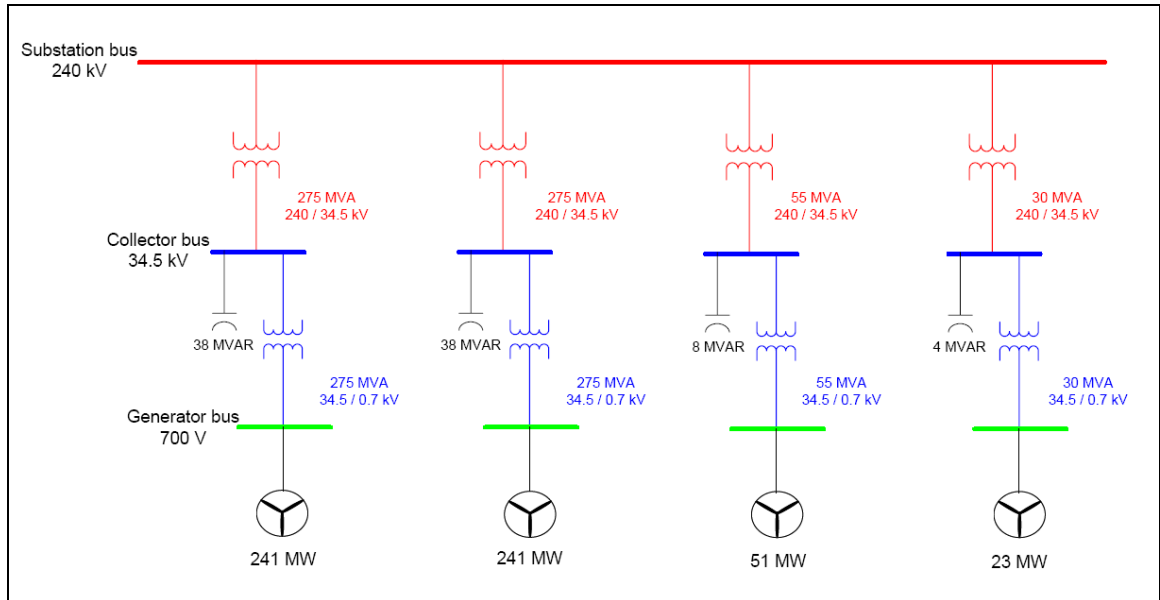 Substation bus
240 kV
275 MVA
240 / 34.5 kV
275 MVA
240 / 34.5 kV
55 MVA
240 / 34.5 kV
30 MVA
240 / 34.5 kV
Collector bus
34.5 kV
38 MVAR
38 MVAR
8 MVAR
4 MVAR
275 MVA
34.5 / 0.7 kV
275 MVA
34.5 / 0.7 kV
55 MVA
34.5 / 0.7 kV
30 MVA
34.5 / 0.7 kV
Generator bus
700 V
241 MW
241 MW
51 MW
23 MW